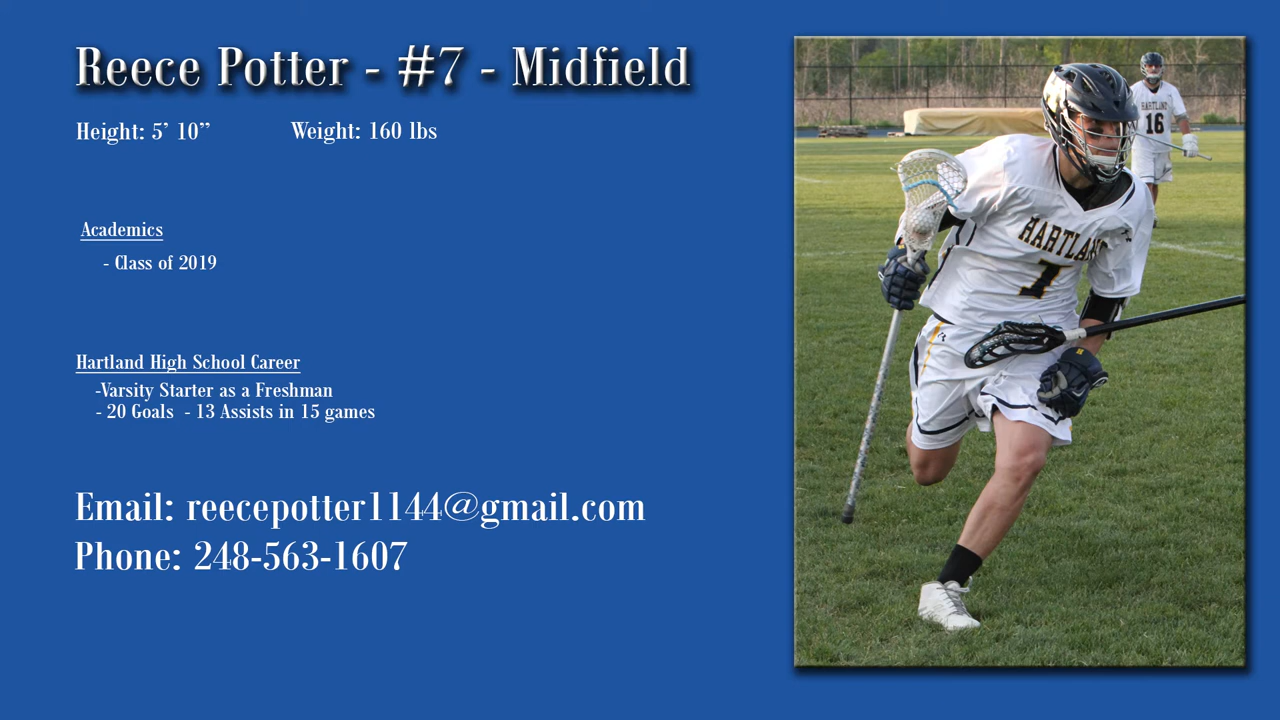 Reece Potter - #7 - Midfield
Height: 5’ 10” Weight: 160 lbs
Academics
- Class of 2019
Hartland High School Career
-Varsity Starter as a Freshman
- 20 Goals - 13 Assists in 15 games
Email: reecepotter1144@gmail.com
Phone: 248-563-1607
HARTLAND
16
HARTLAND
7